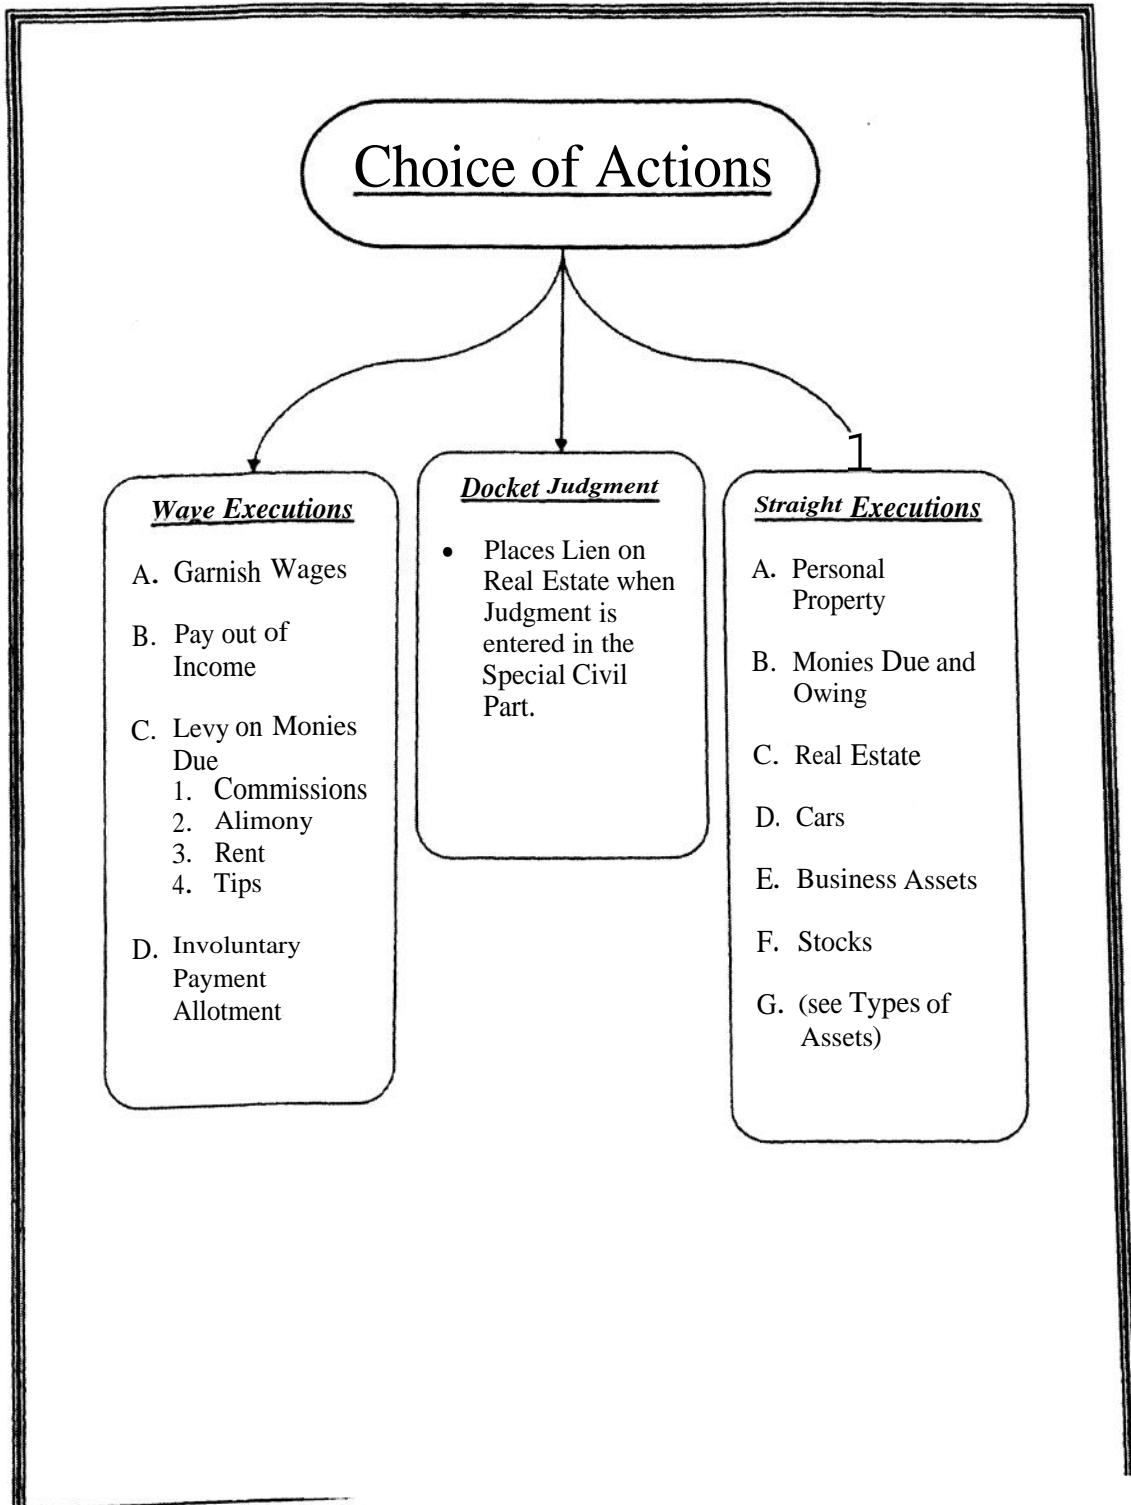 Choice of Actions
1
Wave Executions
A. Garnish Wages
B. Pay out of
Income
C. Levy on Monies
Due
1. Commissions
2. Alimony
3. Rent
4. Tips
D. Involuntary
Payment
Allotment
Docket Judgment
• Places Lien on
Real Estate when
Judgment is
entered in the
Special Civil
Part.
Straight Executions
A. Personal
Property
B. Monies Due and
Owing
C. Real Estate
D. Cars
E. Business Assets
F. Stocks
G. (see Types of
Assets)